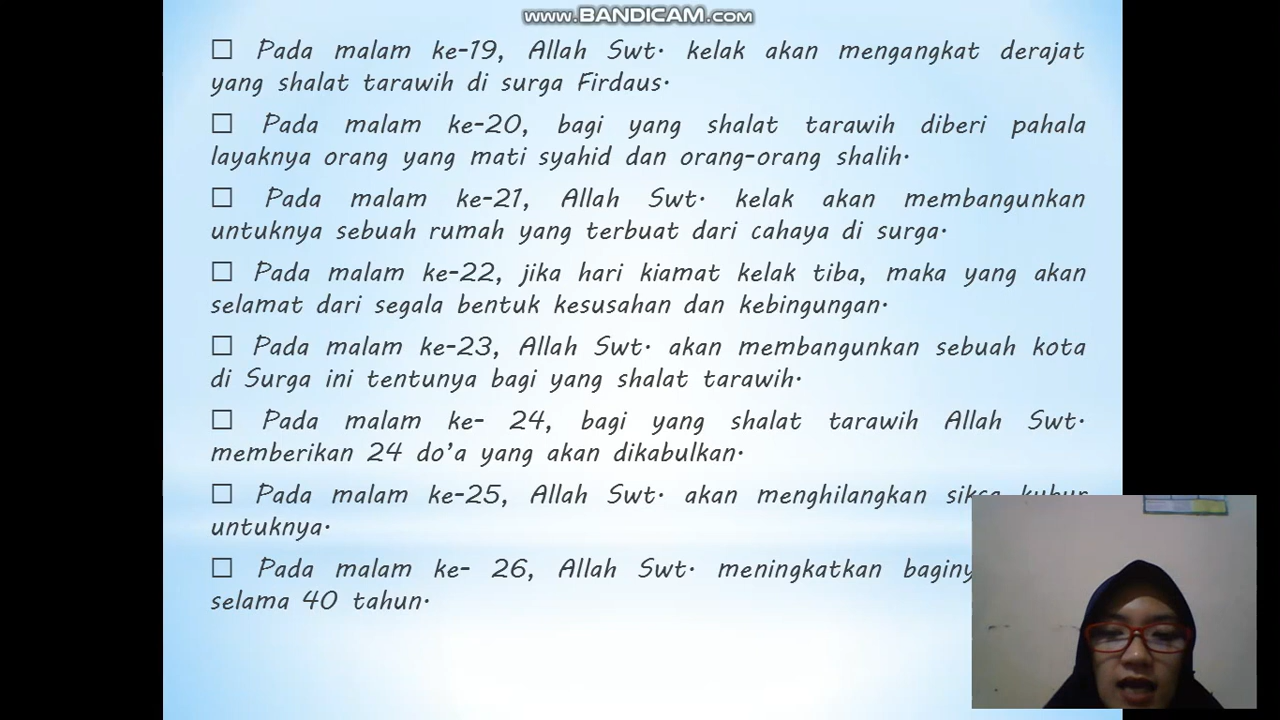 www.BANDICAM.com
□ Pada malam ke-19, Allah Swt. kelak akan mengangkat derajat
yang shalat tarawih di surga Firdaus.
□ Pada malam ke-20, bagi yang shalat tarawih diberi pahala
layaknya orang yang mati syahid dan orang-orang shalih.
□ Pada malam ke-21, Allah Swt. kelak akan membangunkan
untuknya sebuah rumah yang terbuat dari cahaya di surga.
□ Pada malam ke-22, jika hari kiamat kelak tiba, maka yang akan
selamat dari segala bentuk kesusahan dan kebingungan.
□ Pada malam ke-23, Allah Swt. akan membangunkan sebuah kota
di Surga ini tentunya bagi yang shalat tarawih.
□ Pada malam ke- 24, bagi yang shalat tarawih Allah Swt.
memberikan 24 do’a yang akan dikabulkan.
□ Pada malam ke-25, Allah Swt. akan menghilangkan siksa kubur
untuknya.
□ Pada malam ke- 26, Allah Swt. meningkatkan
selama 40 tahun.